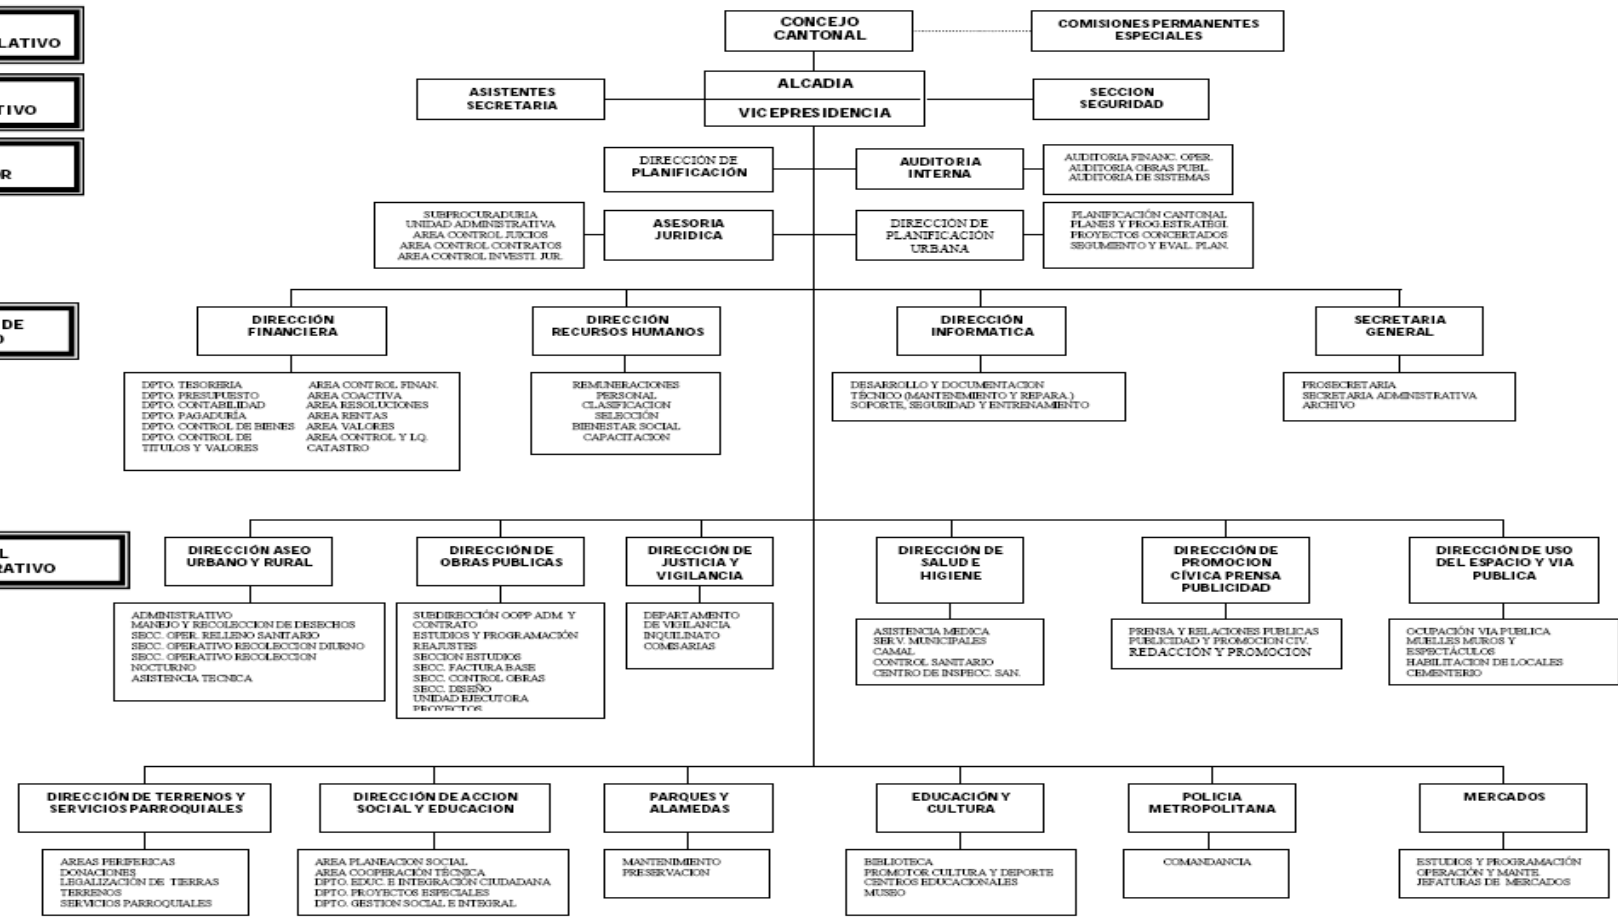 LATIVO
CONCEJO
CANTONAL
COMISIONES PERMANENTES
ESPECIALES
TIVO
ASISTENTES
SECRETARIA
ALCADIA
VICEPRESIDENCIA
SECCION
SEGURIDAD
R
DIRECCIÓN DE
PLANIFICACIÓN
AUDITORIA
INTERNA
AUDITORIA FINANC. OPER.
AUDITORIA OBRAS PUBL.
AUDITORIA DE SISTEMAS
SUBPROCURADURIA
UNIDAD ADMINISTRATIVA
AREA CONTROL JUICIOS
AREA CONTROL CONTRATOS
AREA CONTROL INVESTI. JUR.
ASESORIA
JURIDICA
DIRECCIÓN DE
PLANIFICACIÓN
URBANA
PLANIFICACIÓN CANTONAL
PLANES Y PROG.ESTRATÉGI.
PROYECTOS CONCERTADOS
SEGUMIENTO Y EVAL. PLAN.
DE
O
DIRECCIÓN
FINANCIERA
DIRECCIÓN
RECURSOS HUMANOS
DIRECCIÓN
INFORMATICA
SECRETARIA
GENERAL
DPTO. TESORERIA
DPTO. PRESUPUESTO
DPTO. CONTABILIDAD
DPTO. PAGADURÍA
DPTO. CONTROL DE BIENES
DPTO. CONTROL DE
TITULOS Y VALORES
AREA CONTROL FINAN.
AREA COACTIVA
AREA RESOLUCIONES
AREA RENTAS
AREA VALORES
AREA CONTROL Y LQ.
CATASTRO
REMUNERACIONES
PERSONAL
CLASIFICACION
SELECCIÓN
BIENESTAR SOCIAL
CAPACITACION
DESARROLLO Y DOCUMENTACION
TÉCNICO (MANTENIMIENTO Y REPARA.)
SOPORTE, SEGURIDAD Y ENTRENAMIENTO
PROSECRETARIA
SECRETARIA ADMINISTRATIVA
ARCHIVO
L
RATIVO
DIRECCIÓN ASEO
URBANO Y RURAL
DIRECCIÓN DE
OBRAS PUBLICAS
DIRECCIÓN DE
JUSTICIA Y
VIGILANCIA
DIRECCIÓN DE
SALUD E
HIGIENE
DIRECCIÓN DE
PROMOCION
CÍVICA PRENSA
PUBLICIDAD
DIRECCIÓN DE USO
DEL ESPACIO Y VIA
PUBLICA
ADMINISTRATIVO
MANEJO Y RECOLECCION DE DESECHOS
SECC. OPER. RELLENO SANITARIO
SECC. OPERATIVO RECOLECCION DIURNO
SECC. OPERATIVO RECOLECCION
NOCTURNO
ASISTENCIA TECNICA
SUBDIRECCIÓN OOPP ADM. Y
CONTRATO
ESTUDIOS Y PROGRAMACIÓN
REAJUSTES
SECCION ESTUDIOS
SECC. FACTURA BASE
SECC. CONTROL OBRAS
SECC. DISEÑO
UNIDAD EJECUTORA
PROYECTOS
DEPARTAMENTO
DE VIGILANCIA
INQUILINATO
COMISARIAS
ASISTENCIA MEDICA
SERV. MUNICIPALES
CAMAL
CONTROL SANITARIO
CENTRO DE INSPECC. SAN.
PRENSA Y RELACIONES PUBLICAS
PUBLICIDAD Y PROMOCION CIV.
REDACCIÓN Y PROMOCION
OCUPACIÓN VIA PUBLICA
MUELLES MUROS Y
ESPECTÁCULOS
HABILITACION DE LOCALES
CEMENTERIO
DIRECCIÓN DE TERRENOS Y
SERVICIOS PARROQUIALES
DIRECCIÓN DE ACCION
SOCIAL Y EDUCACION
PARQUES Y
ALAMEDAS
EDUCACIÓN Y
CULTURA
POLICIA
METROPOLITANA
MERCADOS
AREAS PERIFERICAS
DONACIONES
LEGALIZACIÓN DE TIERRAS
TERRENOS
SERVICIOS PARROQUIALES
AREA PLANEACION SOCIAL
AREA COOPERACIÓN TÉCNICA
DPTO. EDUC. E INTEGRACIÓN CIUDADANA
DPTO. PROYECTOS ESPECIALES
DPTO. GESTION SOCIAL E INTEGRAL
MANTENIMIENTO
PRESERVACION
BIBLIOTECA
PROMOTOR CULTURA Y DEPORTE
CENTROS EDUCACIONALES
MUSEO
COMANDANCIA
ESTUDIOS Y PROGRAMACIÓN
OPERACIÓN Y MANTE
JEFATURAS DE MERCADOS